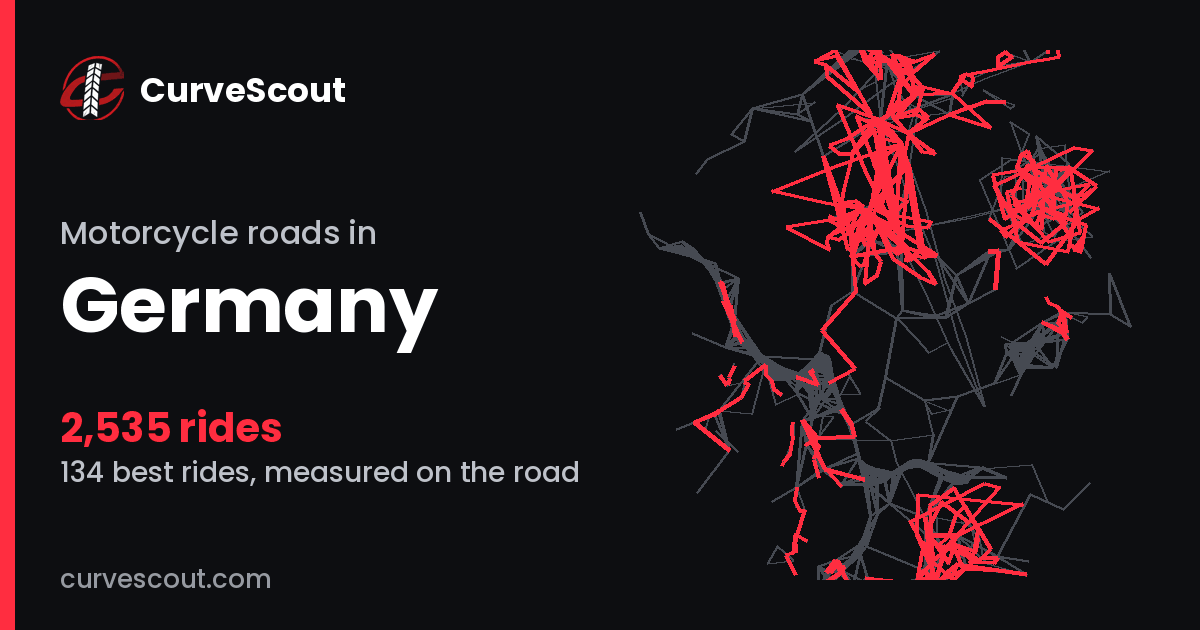 CurveScout
Motorcycle roads in
Germany
2,535 rides
134 best rides, measured on the road
curvescout.com